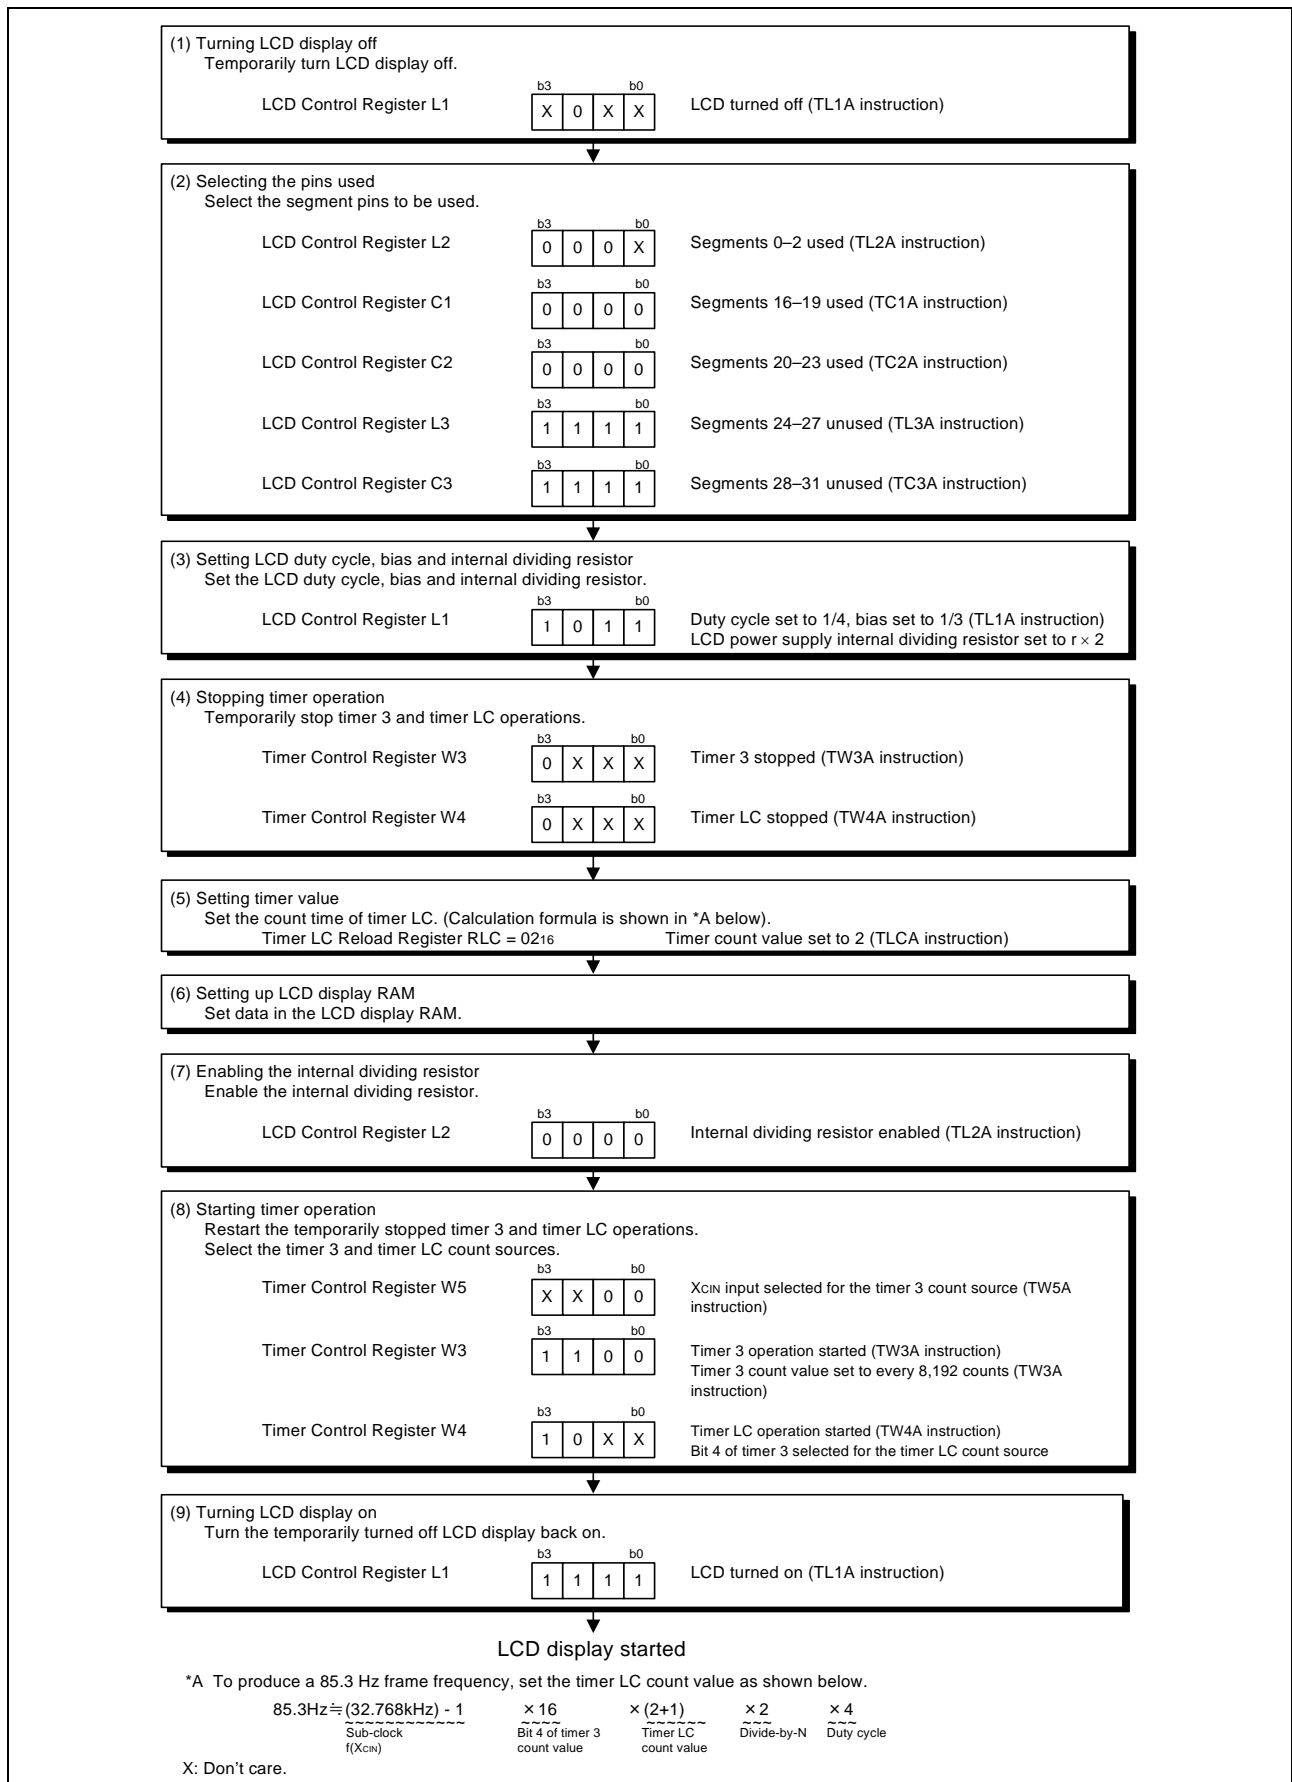 (1) Turning LCD display off
Temporarily turn LCD display off.
b3 b0
LCD Control Register L1 X 0 X X LCD turned off (TL1A instruction)
(2) Selecting the pins used
Select the segment pins to be used.
b3 b0
LCD Control Register L2 0 0 0 X Segments 0–2 used (TL2A instruction)
b3 b0
LCD Control Register C1 0 0 0 0 Segments 16–19 used (TC1A instruction)
b3 b0
LCD Control Register C2 0 0 0 0 Segments 20–23 used (TC2A instruction)
b3 b0
LCD Control Register L3 1 1 1 1 Segments 24–27 unused (TL3A instruction)
b3 b0
LCD Control Register C3 1 1 1 1 Segments 28–31 unused (TC3A instruction)
(3) Setting LCD duty cycle, bias and internal dividing resistor
Set the LCD duty cycle, bias and internal dividing resistor.
b3 b0
LCD Control Register L1 1 0 1 1 Duty cycle set to 1/4, bias set to 1/3 (TL1A instruction)
LCD power supply internal dividing resistor set to r × 2
(4) Stopping timer operation
Temporarily stop timer 3 and timer LC operations.
b3 b0
Timer Control Register W3 0 X X X Timer 3 stopped (TW3A instruction)
b3 b0
Timer Control Register W4 0 X X X Timer LC stopped (TW4A instruction)
(5) Setting timer value
Set the count time of timer LC. (Calculation formula is shown in *A below).
Timer LC Reload Register RLC = 0216 Timer count value set to 2 (TLCA instruction)
(6) Setting up LCD display RAM
Set data in the LCD display RAM.
(7) Enabling the internal dividing resistor
Enable the internal dividing resistor.
b3 b0
LCD Control Register L2 0 0 0 0 Internal dividing resistor enabled (TL2A instruction)
(8) Starting timer operation
Restart the temporarily stopped timer 3 and timer LC operations.
Select the timer 3 and timer LC count sources.
b3 b0
Timer Control Register W5 X X 0 0 XCIN input selected for the timer 3 count source (TW5A
instruction)
b3 b0
Timer Control Register W3 1 1 0 0 Timer 3 operation started (TW3A instruction)
Timer 3 count value set to every 8,192 counts (TW3A
instruction)
b3 b0
Timer Control Register W4 1 0 X X Timer LC operation started (TW4A instruction)
Bit 4 of timer 3 selected for the timer LC count source
(9) Turning LCD display on
Turn the temporarily turned off LCD display back on.
b3 b0
LCD Control Register L1 1 1 1 1 LCD turned on (TL1A instruction)
LCD display started
*A To produce a 85.3 Hz frame frequency, set the timer LC count value as shown below.
85.3Hz≒(32.768kHz) - 1 × 16 × (2+1) × 2 × 4
Sub-clock Bit 4 of timer 3 Timer LC Divide-by-N Duty cycle
f(XCIN) count value count value
X: Don't care.